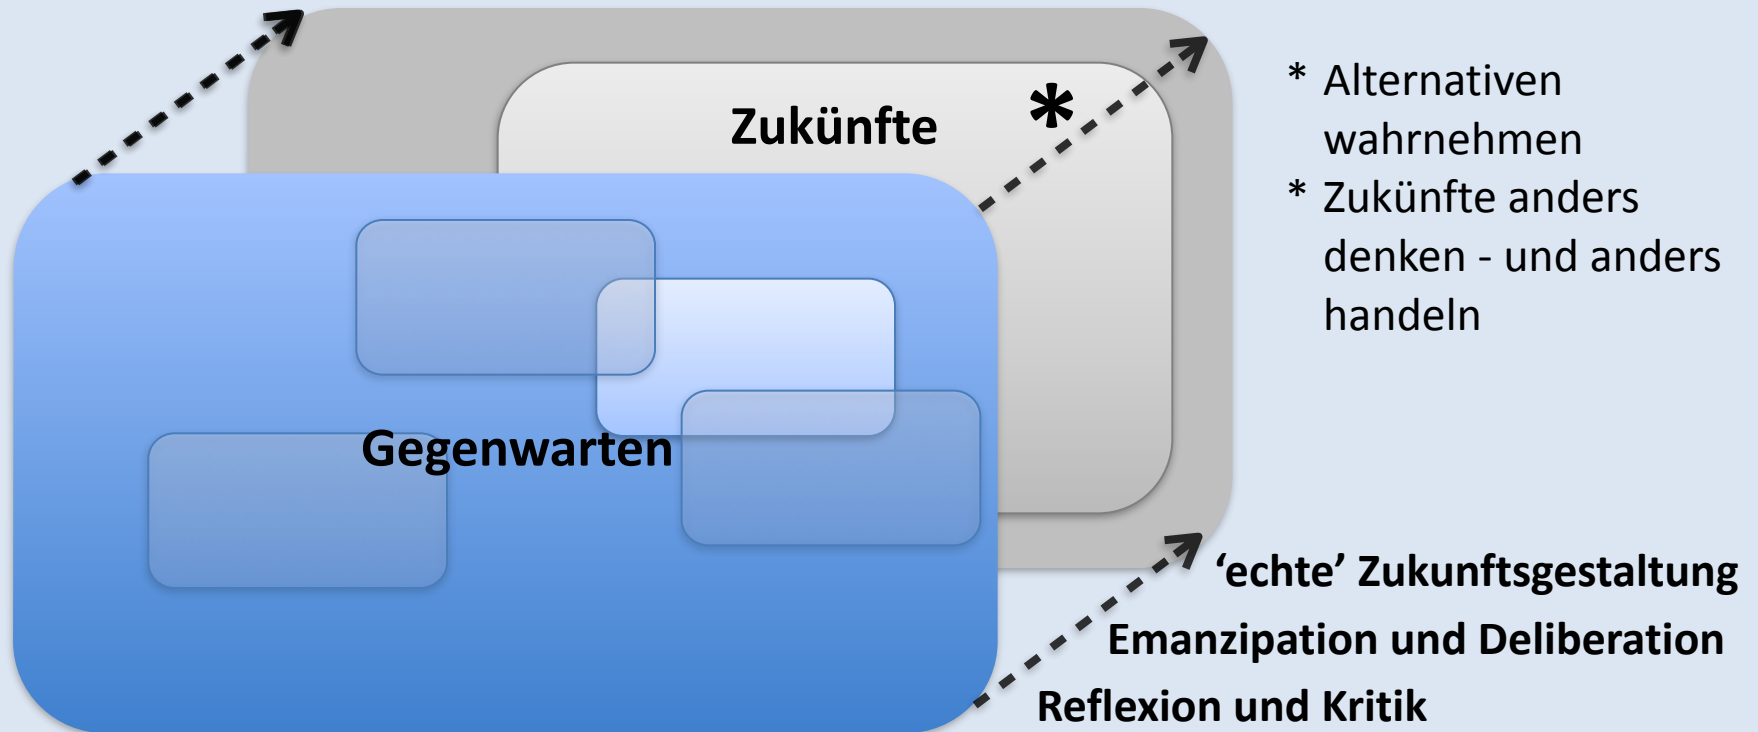 Zukünfte *
Gegenwarten
* Alternativen
wahrnehmen
* Zukünfte anders
denken - und anders
handeln
‘echte’ Zukunftsgestaltung
Emanzipation und Deliberation
Reflexion und Kritik